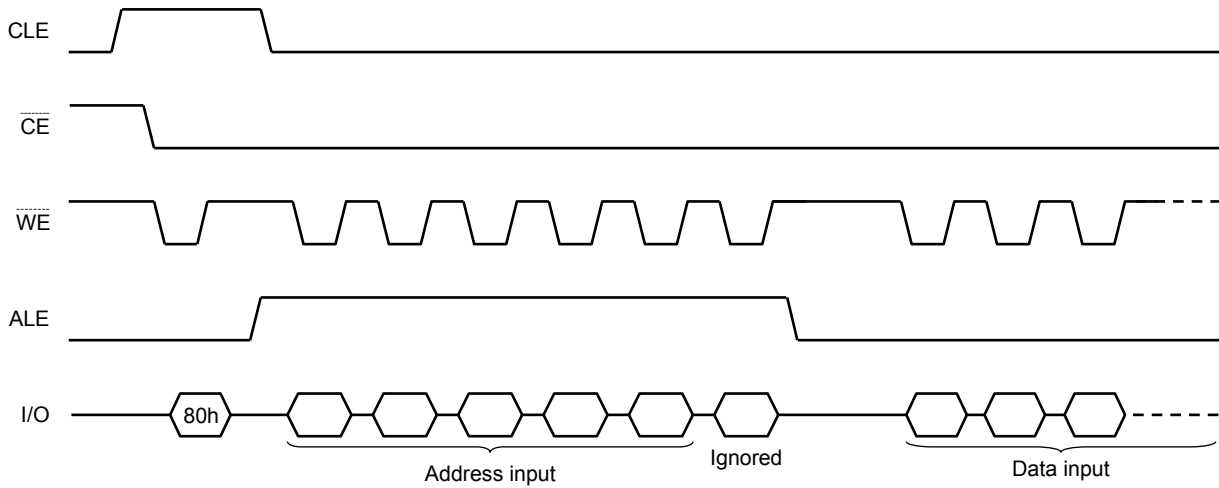 CLE
CE
WE
ALE
I/O
80h
Address input
Ignored
Data input